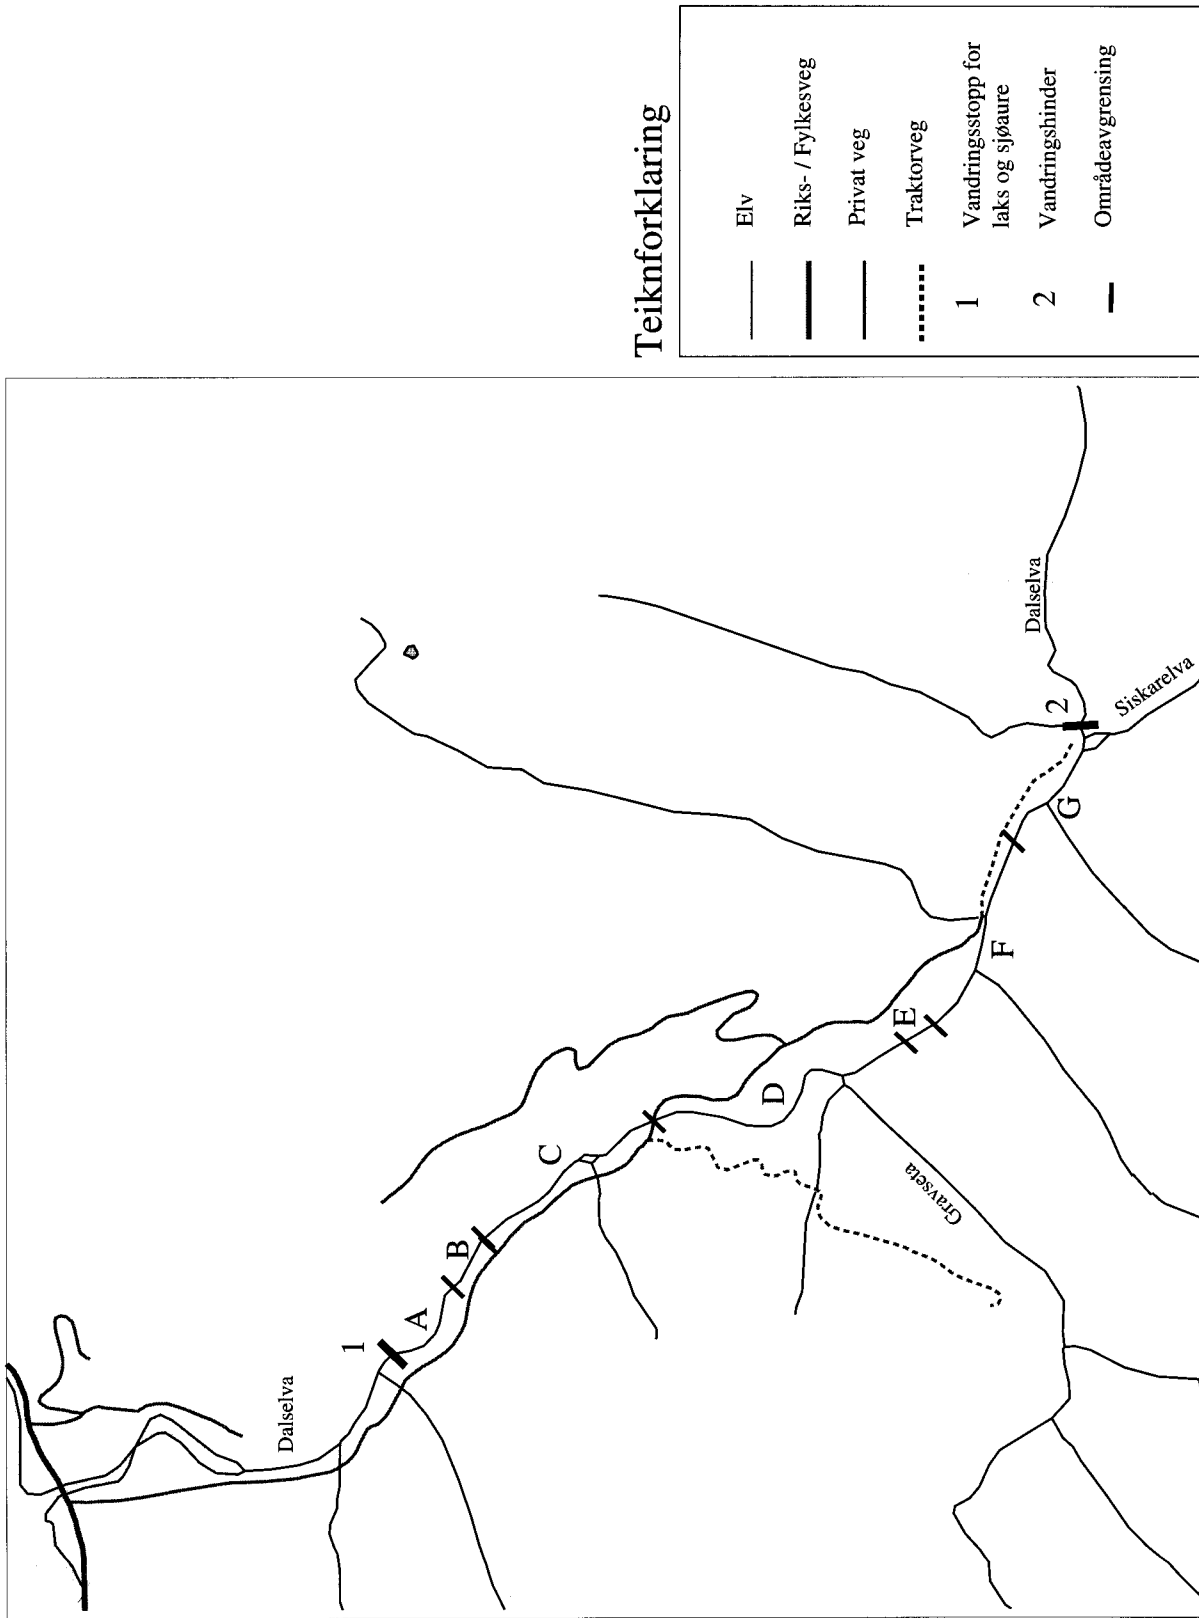 Teiknforklaring
Elv
Riks- / Fylkesveg
Privat veg
Traktorveg
1
Vandringsstopp for
laks og sjøaure
2
Vandringshinder
Områdeavgrensing
Dalselva
1
A
B
C
D
E
F
G
2
Gravseta
Dalselva
Siskarelva